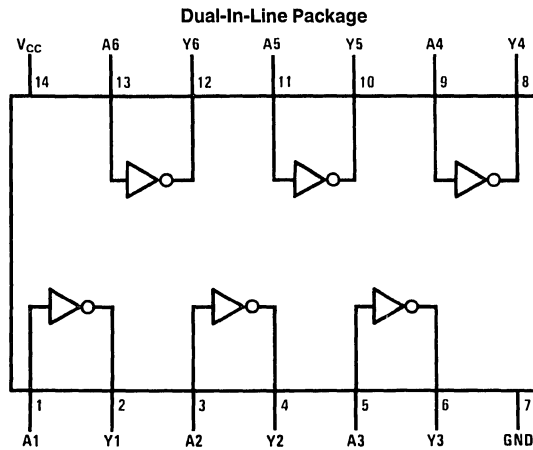 Dual-In-Line Package
VCC A6 Y6 A5 Y5 A4 Y4
14 13 12 11 10 9 8
1 2 3 4 5 6 7
A1 Y1 A2 Y2 A3 Y3 GND